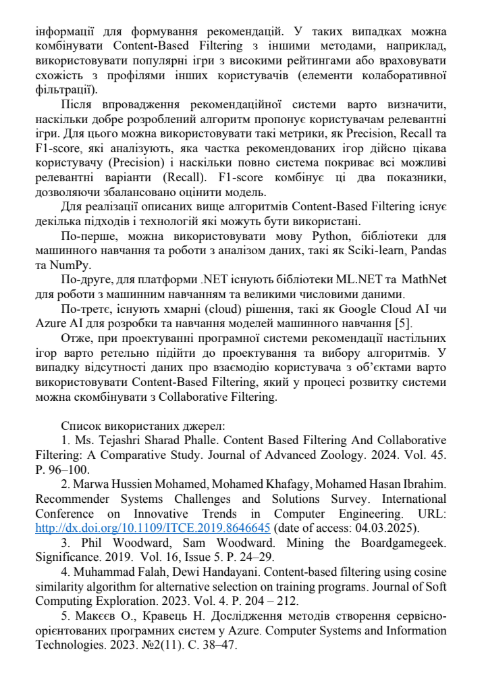 інформації для формування рекомендацій. У таких випадках можна
комбінувати Content-Based Filtering з іншими методами, наприклад,
використовувати популярні ігри з високими рейтингами або враховувати
схожість з профілями інших користувачів (елементи колаборативної
фільтрації).
Після впровадження рекомендаційної системи варто визначити,
наскільки добре розроблений алгоритм пропонує користувачам релевантні
ігри. Для цього можна використовувати такі метрики, як Precision, Recall та
F1-score, які аналізують, яка частка рекомендованих ігор дійсно цікава
користувачу (Precision) і наскільки повно система покриває всі можливі
релевантні варіанти (Recall). F1-score комбінує ці два показники,
дозволяючи збалансовано оцінити модель.
Для реалізації описаних вище алгоритмів Content-Based Filtering існує
декілька підходів і технологій які можуть бути використані.
По-перше, можна використовувати мову Python, бібліотеки для
машинного навчання та роботи з аналізом даних, такі як Sciki-learn, Pandas
та NumPy.
По-друге, для платформи .NET існують бібліотеки ML.NET та MathNet
для роботи з машинним навчанням та великими числовими даними.
По-третє, існують хмарні (cloud) рішення, такі як Google Cloud AI чи
Azure AI для розробки та навчання моделей машинного навчання [5].
Отже, при проектуванні програмної системи рекомендації настільних
ігор варто ретельно підійти до проектування та вибору алгоритмів. У
випадку відсутності даних про взаємодію користувача з об’єктами варто
використовувати Content-Based Filtering, який у процесі розвитку системи
можна скомбінувати з Collaborative Filtering.
Список використаних джерел:
1. Ms. Tejashri Sharad Phalle. Content Based Filtering And Collaborative
Filtering: A Comparative Study. Journal of Advanced Zoology. 2024. Vol. 45.
P. 96–100.
2. Marwa Hussien Mohamed, Mohamed Khafagy, Mohamed Hasan Ibrahim.
Recommender Systems Challenges and Solutions Survey. International
Conference on Innovative Trends in Computer Engineering. URL:
http://dx.doi.org/10.1109/ITCE.2019.8646645 (date of access: 04.03.2025).
3. Phil Woodward, Sam Woodward. Mining the Boardgamegeek.
Significance. 2019. Vol. 16, Issue 5. P. 24–29.
4. Muhammad Falah, Dewi Handayani. Content-based filtering using cosine
similarity algorithm for alternative selection on training programs. Journal of Soft
Computing Exploration. 2023. Vol. 4. P. 204 – 212.
5. Макєєв О., Кравець Н. Дослідження методів створення сервісно-
орієнтованих програмних систем у Azure. Computer Systems and Information
Technologies. 2023. №2(11). С. 38–47.